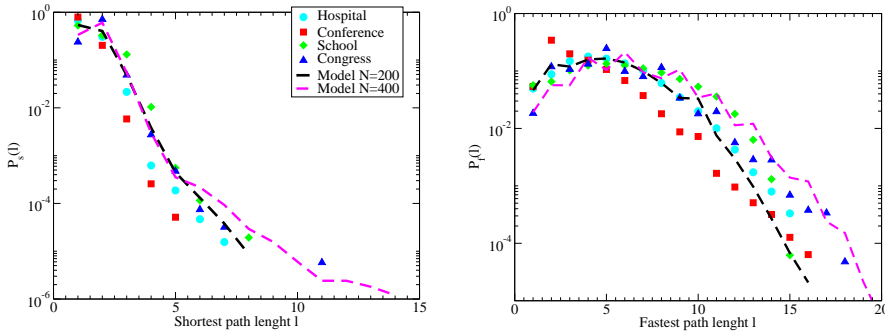 10^0
10^-2
10^-4
10^-6
P_s(l)
0 5 10 15
Shortest path lenght l
Hospital
Conference
School
Congress
Model N=200
Model N=400
10^0
10^-2
10^-4
P_f(l)
0 5 10 15 20
Fastest path lenght l